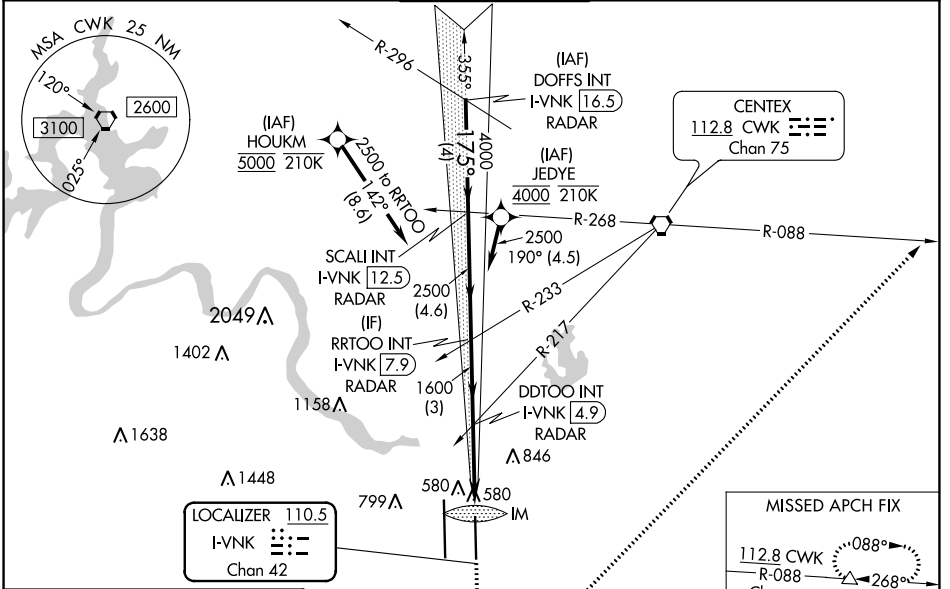 MSA CWK 25 NM
120°
2600
3100
025°
R-296
355°
(IAF)
DOFFS INT
I-VNK 16.5
RADAR
CENTEX
112.8 CWK
Chan 75
(IAF)
HOUKM
5000 210K
2500 to RRTOO
142°
(8.6)
175°
(4)
4000
(IAF)
JEDYE
4000 210K
R-268
R-088
2500
190° (4.5)
SCALI INT
I-VNK 12.5
RADAR
2500
(4.6)
R-233
R-217
2049
1402
(IF)
RRTOO INT
I-VNK 7.9
RADAR
1600
(3)
1158
DDTOO INT
I-VNK 4.9
RADAR
1638
846
1448
799
580
580
IM
LOCALIZER 110.5
I-VNK
Chan 42
MISSED APCH FIX
112.8 CWK
088°
R-088
268°